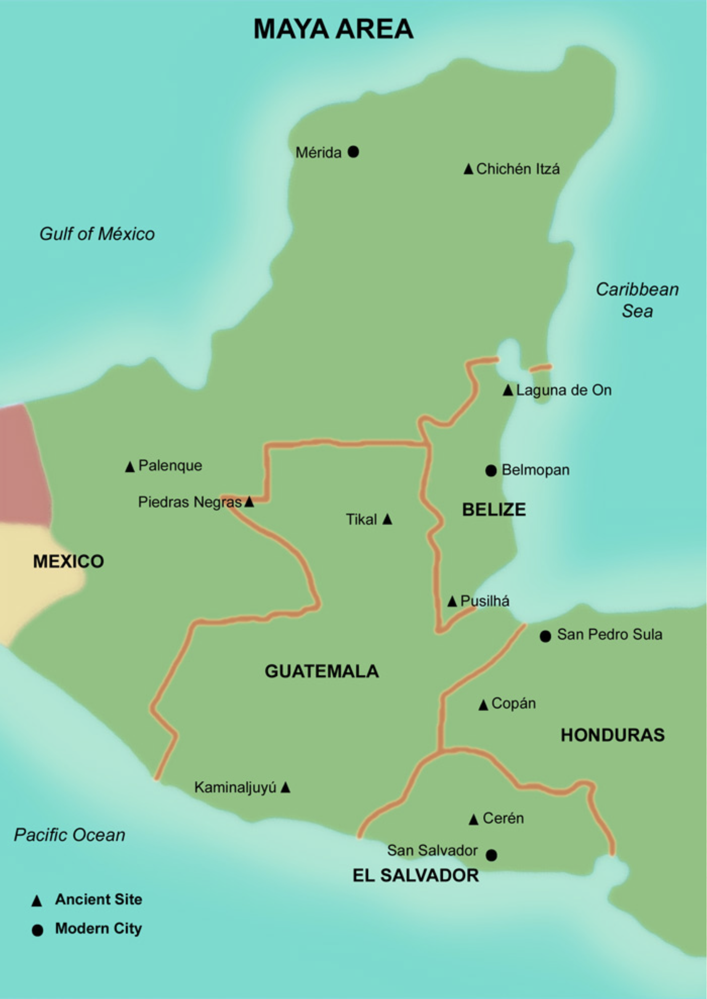 MAYA AREA
Mérida
Chichén Itzá
Gulf of México
Caribbean
Sea
Laguna de On
Palenque
Belmopan
Piedras Negras
BELIZE
Tikal
MEXICO
Pusilhá
San Pedro Sula
GUATEMALA
Copán
HONDURAS
Kaminaljuyú
Cerén
Pacific Ocean
San Salvador
EL SALVADOR
Ancient Site
Modern City